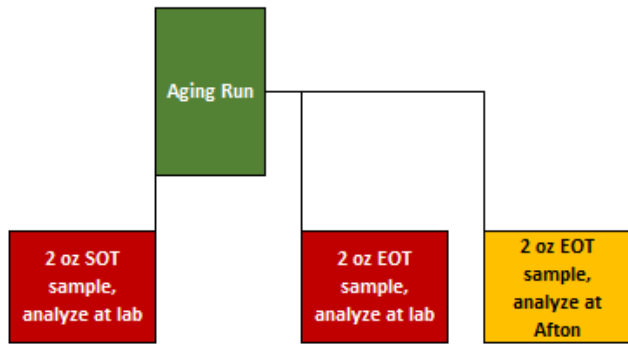 Aging Run
2 oz SOT
sample,
analyze at lab
2 oz EOT
sample,
analyze at lab
2 oz EOT
sample,
analyze at
Afton